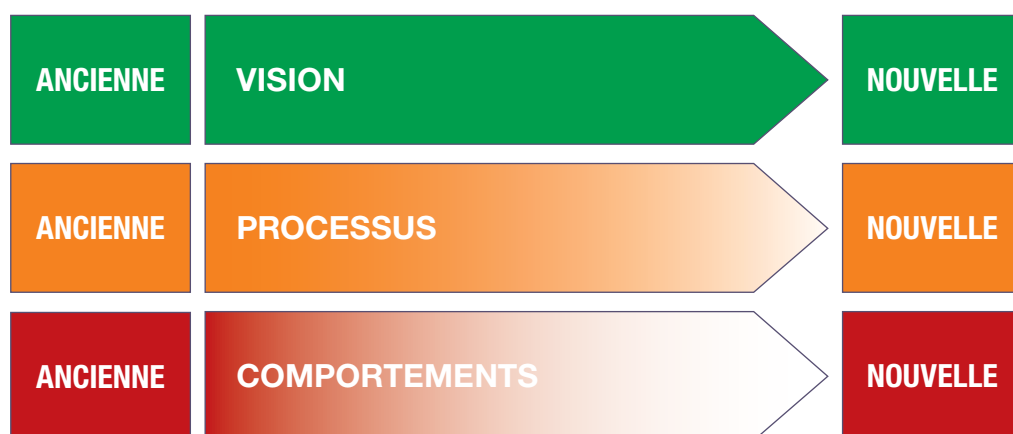 ANCIENNE VISION NOUVELLE
ANCIENNE PROCESSUS NOUVELLE
ANCIENNE COMPORTEMENTS NOUVELLE